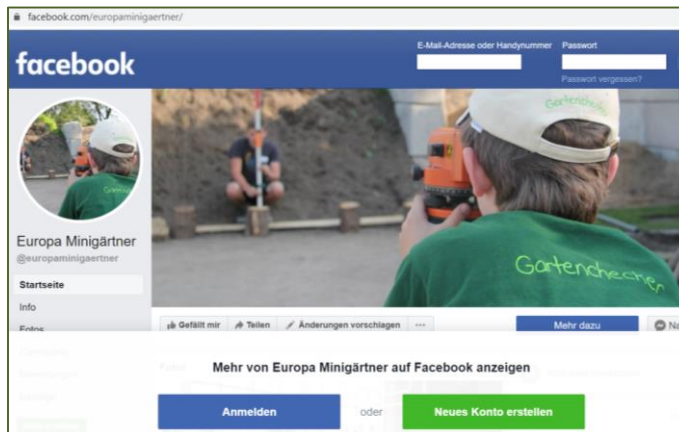 facebook.com/europaminigaertner/
E-Mail-Adresse oder Handynummer Passwort
facebook
Passwort vergessen?
Gartenchecker
Gartenchecker
Europa Minigärtner
@europaminigaertner
Startseite
Info
Fotos
Gefällt mir Teilen Änderungen vorschlagen ... Mehr dazu
Mehr von Europa Minigärtner auf Facebook anzeigen
Anmelden oder Neues Konto erstellen